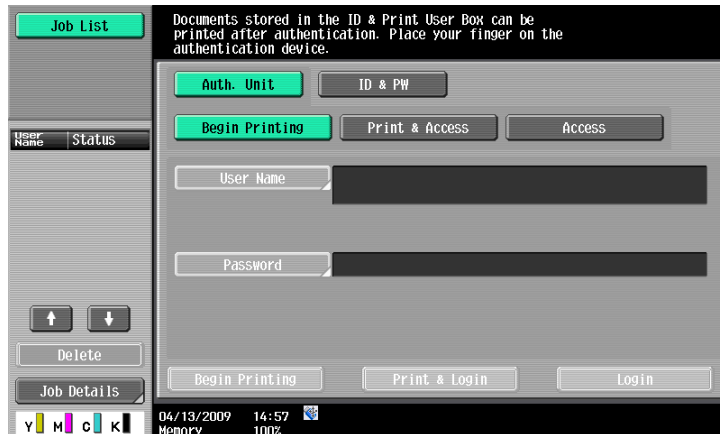 Job List
Documents stored in the ID & Print User Box can be
printed after authentication. Place your finger on the
authentication device.
Auth. Unit
ID & PW
Begin Printing
Print & Access
Access
User Name
Status
User Name
Password
Delete
Begin Printing
Print & Login
Login
Job Details
Y M C K
04/13/2009 14:57
Memory 100%